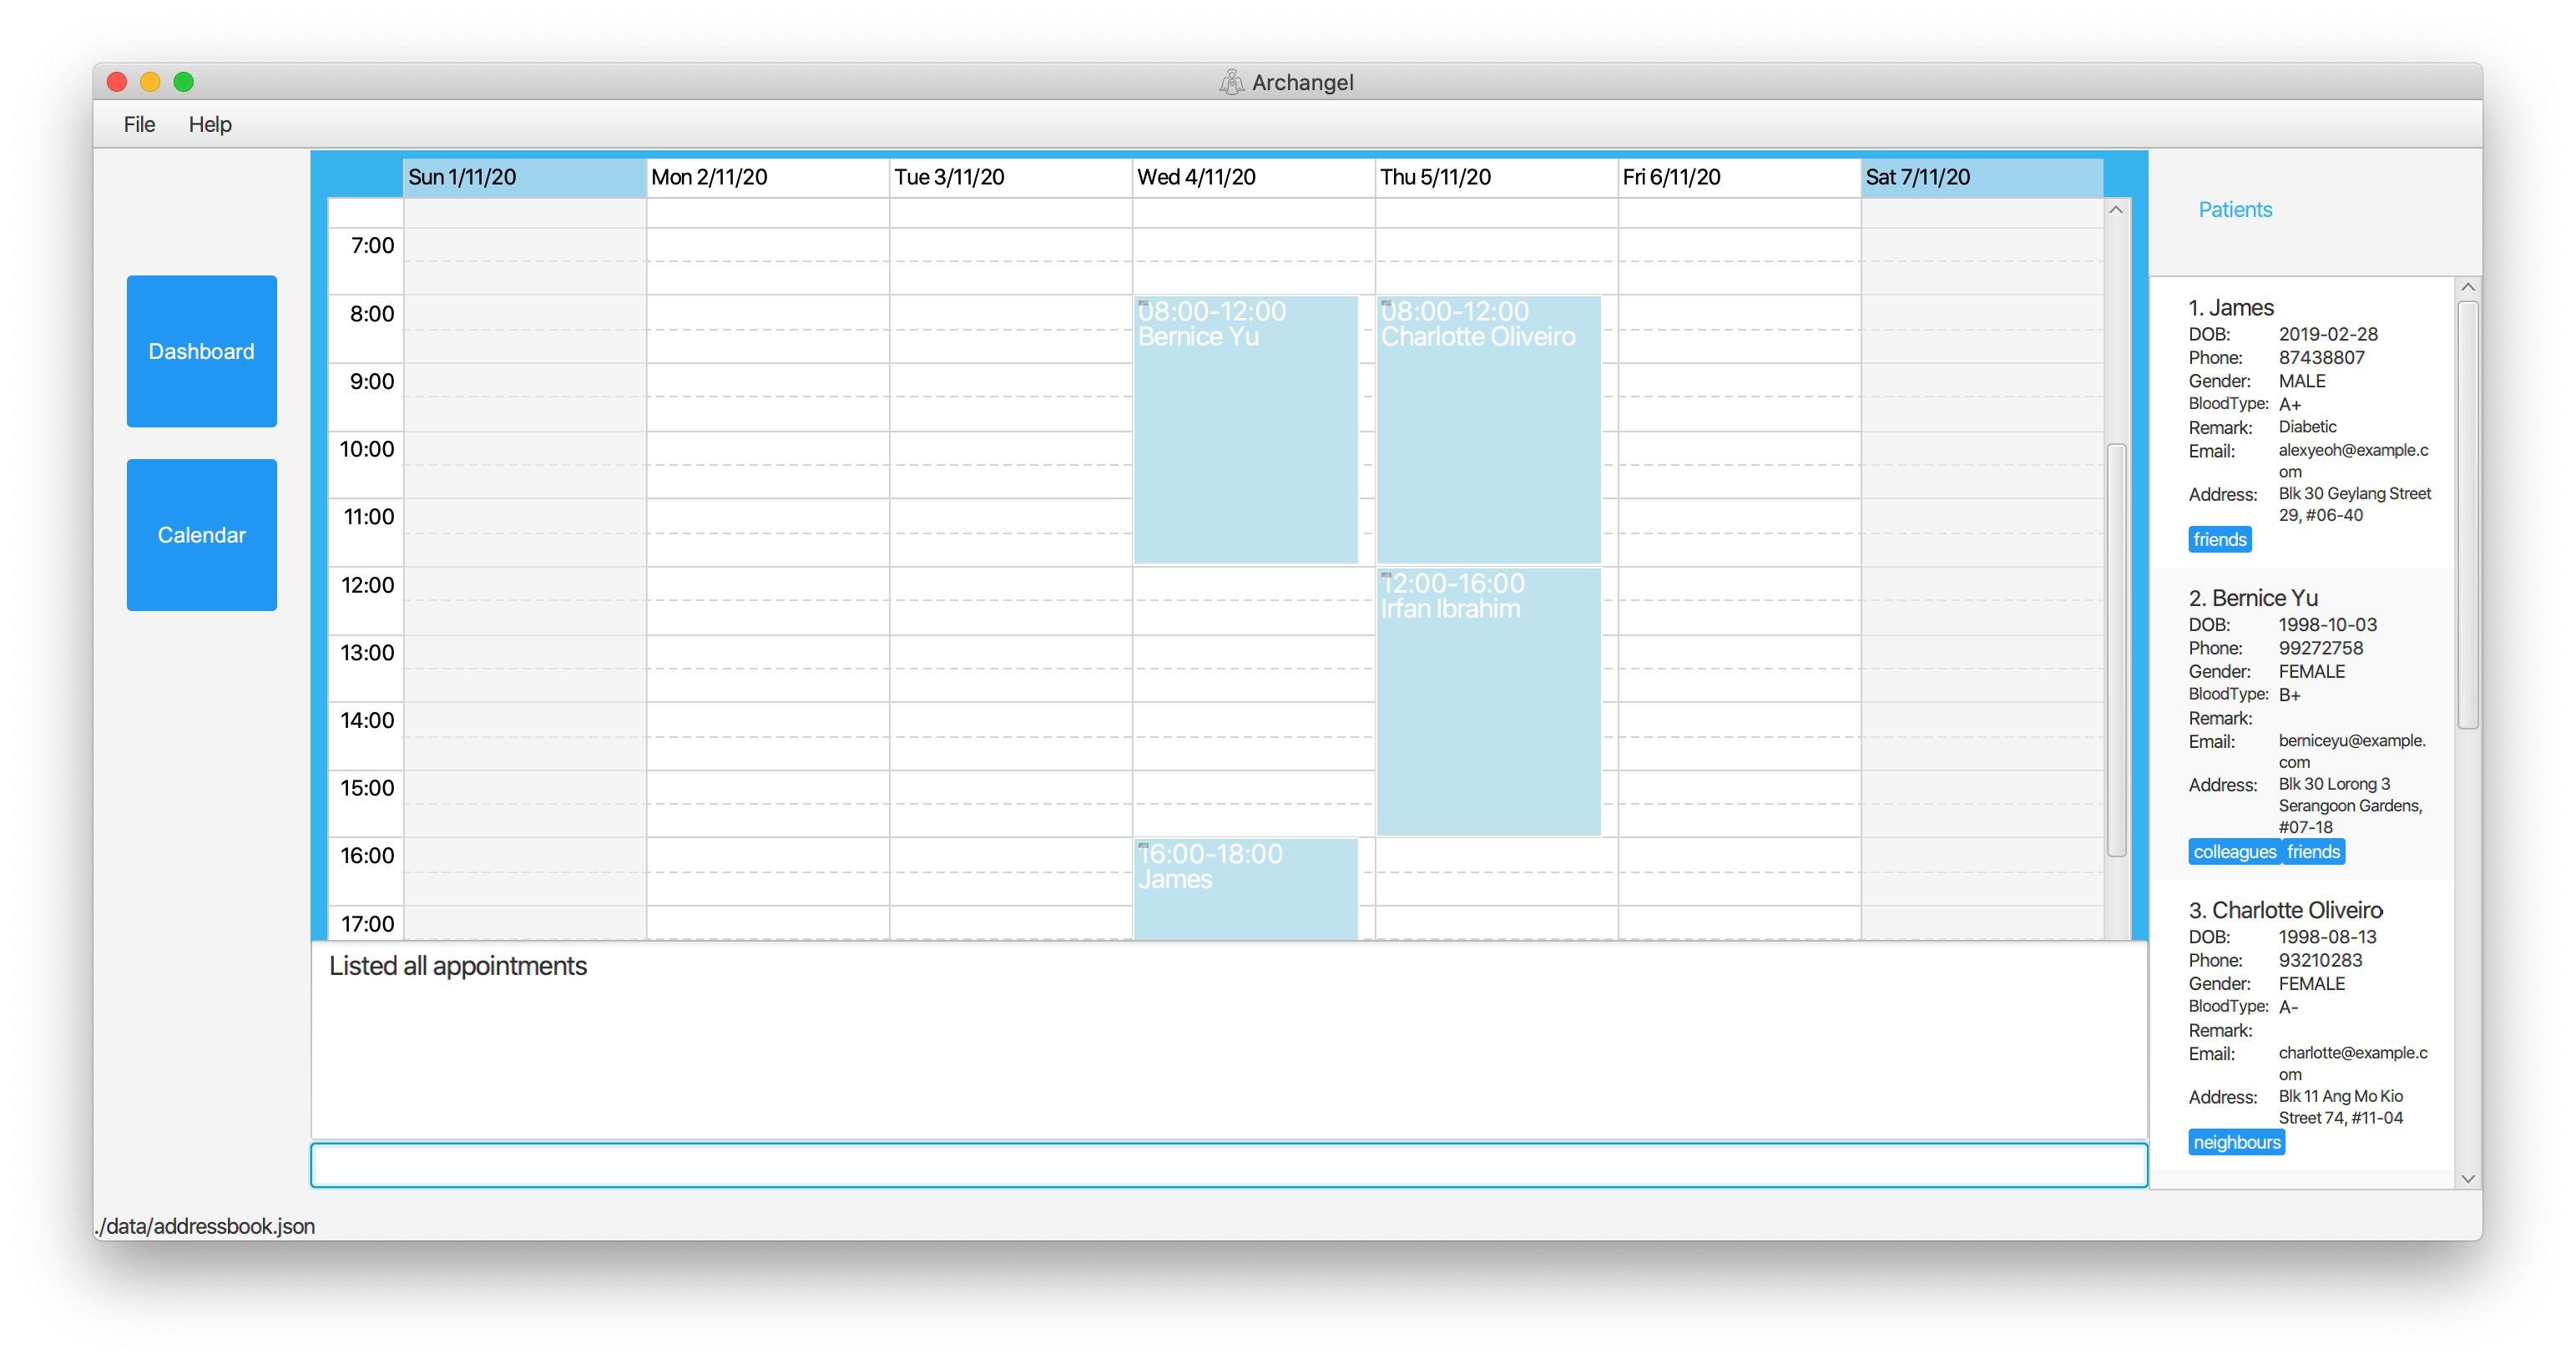 Archangel
File Help
Dashboard
Calendar
Sun 1/11/20 Mon 2/11/20 Tue 3/11/20 Wed 4/11/20 Thu 5/11/20 Fri 6/11/20 Sat 7/11/20
7:00
8:00
9:00
10:00
11:00
12:00
13:00
14:00
15:00
16:00
17:00
08:00-12:00
Bernice Yu
16:00-18:00
James
08:00-12:00
Charlotte Oliveiro
12:00-16:00
Irfan Ibrahim
Listed all appointments
Patients
1. James
DOB: 2019-02-28
Phone: 87438807
Gender: MALE
BloodType: A+
Remark: Diabetic
Email: alexyeoh@example.c
om
Address: Blk 30 Geylang Street
29, #06-40
friends
2. Bernice Yu
DOB: 1998-10-03
Phone: 99272758
Gender: FEMALE
BloodType: B+
Remark:
Email: berniceyu@example.
com
Address: Blk 30 Lorong 3
Serangoon Gardens,
#07-18
colleagues friends
3. Charlotte Oliveiro
DOB: 1998-08-13
Phone: 93210283
Gender: FEMALE
BloodType: A-
Remark:
Email: charlotte@example.c
om
Address: Blk 11 Ang Mo Kio
Street 74, #11-04
neighbours
./data/addressbook.json